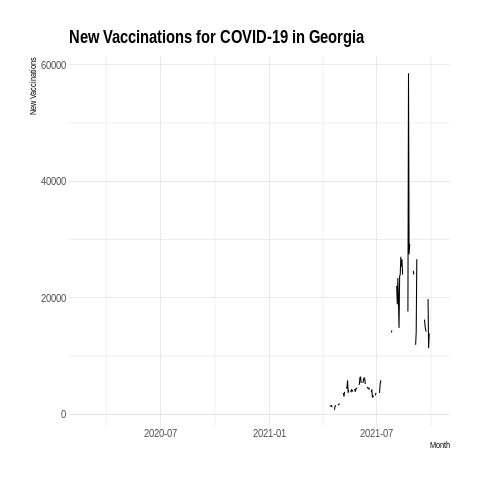 New Vaccinations for COVID-19 in Georgia
New Vaccinations
60000
40000
20000
0
2020-07 2021-01 2021-07
Month